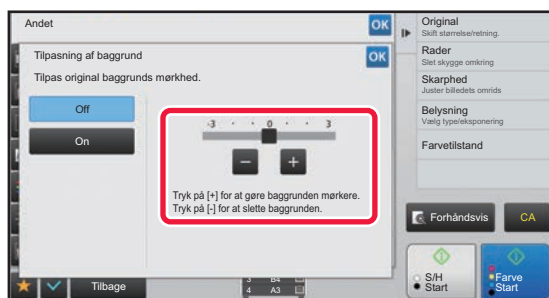 Andet
OK
Tilpasning af baggrund
OK
Tilpas original baggrunds mørkhed.
Off
On
-3 0 3
Tryk på [+] for at gøre baggrunden mørkere.
Tryk på [-] for at slette baggrunden.
Tilbage
3 B4
4 A3
Original
Skift størrelse/retning.
Rader
Slet skygge omkring
Skarphed
Juster billedets omrids
Belysning
Vælg type/eksponering
Farvetilstand
Forhåndsvis
CA
S/H
Start
Farve
Start